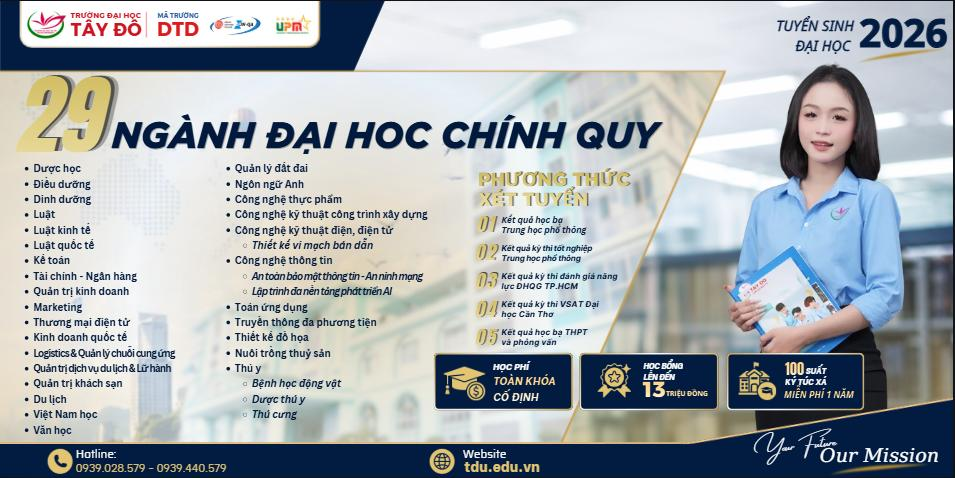 TRƯỜNG ĐẠI HỌC
TÂY ĐÔ
MÃ TRƯỜNG
DTD
UPM
TUYỂN SINH
ĐẠI HỌC
2026
29 NGÀNH ĐẠI HOC CHÍNH QUY
Dược học
Điều dưỡng
Dinh dưỡng
Luật
Luật kinh tế
Luật quốc tế
Kế toán
Tài chính - Ngân hàng
Quản trị kinh doanh
Marketing
Thương mại điện tử
Kinh doanh quốc tế
Logistics & Quản lý chuỗi cung ứng
Quản trị dịch vụ du lịch & Lữ hành
Quản trị khách sạn
Du lịch
Việt Nam học
Văn học
Quản lý đất đai
Ngôn ngữ Anh
Công nghệ thực phẩm
Công nghệ kỹ thuật công trình xây dựng
Công nghệ kỹ thuật điện, điện tử
Thiết kế vi mạch bán dẫn
Công nghệ thông tin
An toàn bảo mật thông tin - An ninh mạng
Lập trình đa nền tảng phát triển AI
Toán ứng dụng
Truyền thông đa phương tiện
Thiết kế đồ họa
Nuôi trồng thuỷ sản
Thú y
Bệnh học động vật
Dược thú y
Thú cưng
PHƯƠNG THỨC
XÉT TUYỂN
01 Kết quả học bạ
Trung học phổ thông
02 Kết quả kỳ thi tốt nghiệp
Trung học phổ thông
03 Kết quả kỳ thi đánh giá năng
lực ĐHQG TP.HCM
04 Kết quả kỳ thi VSAT Đại
học Cần Thơ
05 Kết quả học bạ THPT
và phỏng vấn
HỌC PHÍ
TOÀN KHÓA
CỐ ĐỊNH
HỌC BỔNG
LÊN ĐẾN
13 TRIỆU ĐỒNG
100 SUẤT
KÝ TÚC XÁ
MIỄN PHÍ 1 NĂM
TÂY ĐÔ
Hotline:
0939.028.579 - 0939.440.579
Website
tdu.edu.vn
Your Future
Our Mission